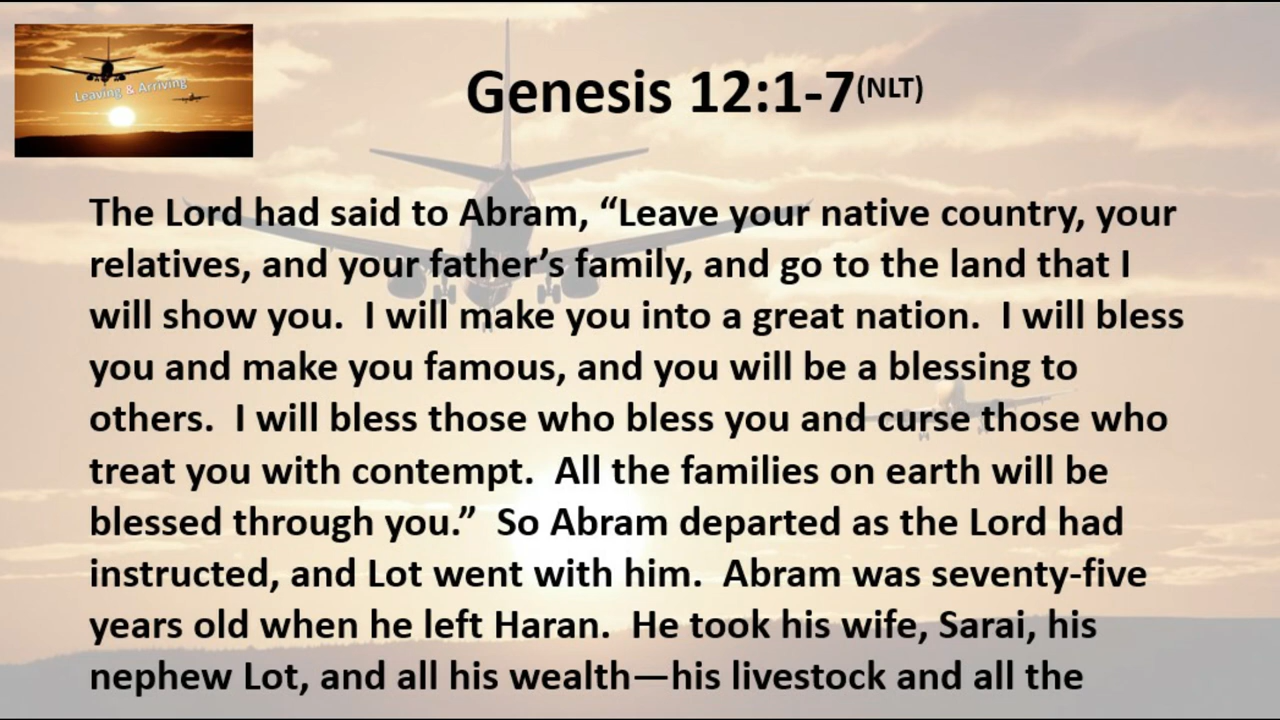 Leaving & Arriving
Genesis 12:1-7(NLT)
The Lord had said to Abram, “Leave your native country, your
relatives, and your father’s family, and go to the land that I
will show you.  I will make you into a great nation.  I will bless
you and make you famous, and you will be a blessing to
others.  I will bless those who bless you and curse those who
treat you with contempt.  All the families on earth will be
blessed through you.”  So Abram departed as the Lord had
instructed, and Lot went with him.  Abram was seventy-five
years old when he left Haran.  He took his wife, Sarai, his
nephew Lot, and all his wealth—his livestock and all the